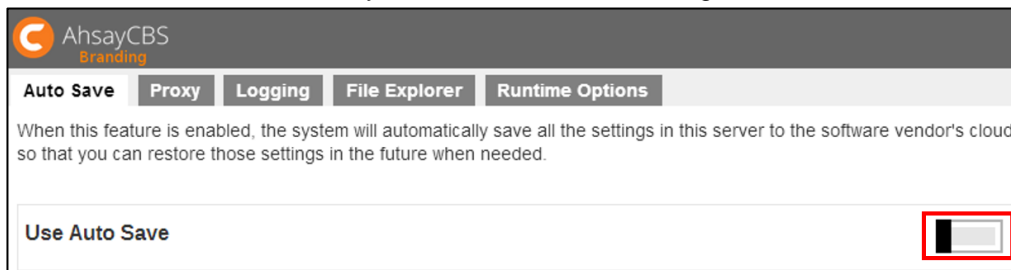 AhsayCBS
Branding
Auto Save Proxy Logging File Explorer Runtime Options
When this feature is enabled, the system will automatically save all the settings in this server to the software vendor's cloud
so that you can restore those settings in the future when needed.
Use Auto Save